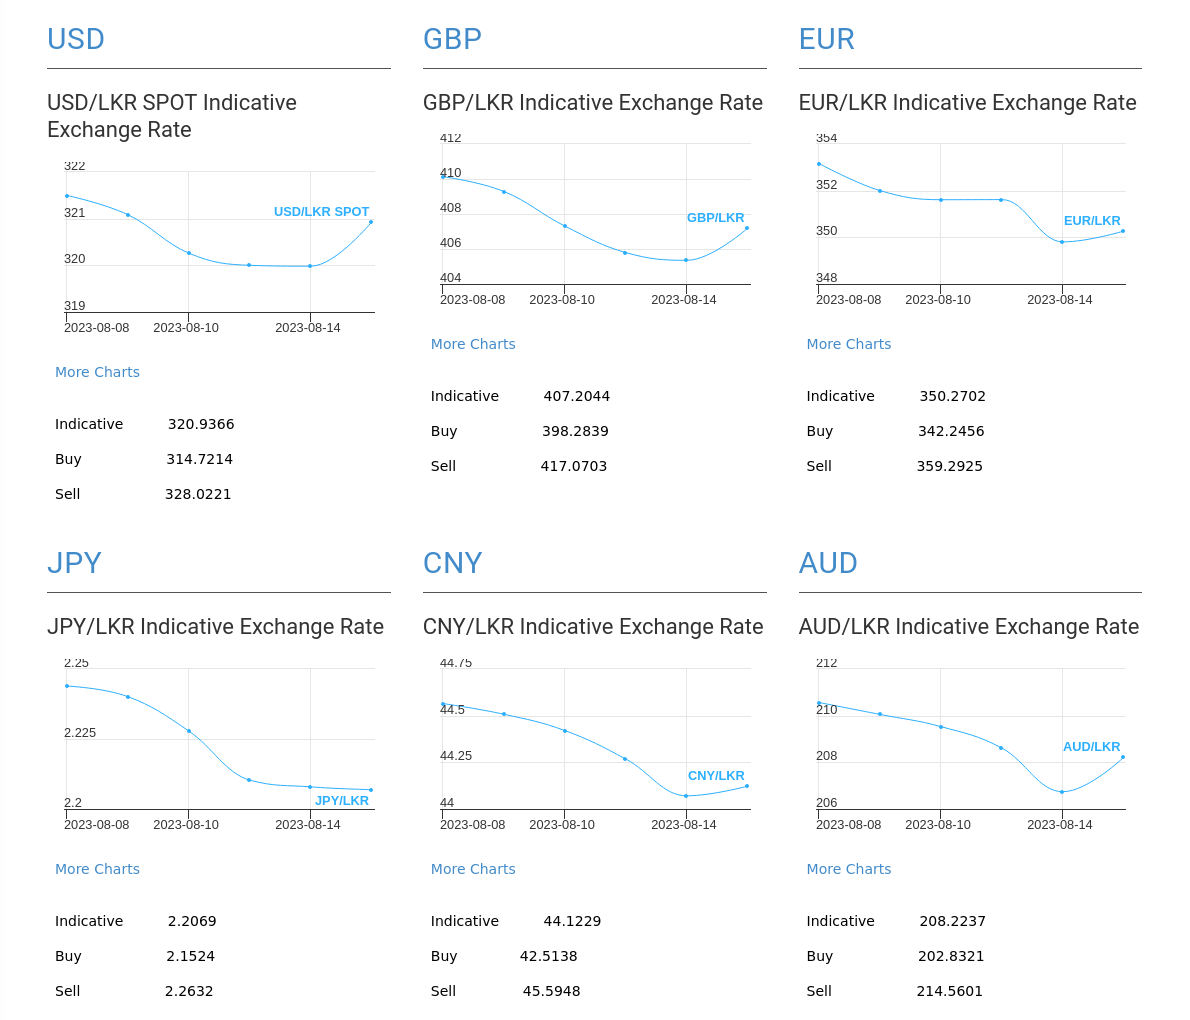 USD
USD/LKR SPOT Indicative
Exchange Rate
322
321
320
319
USD/LKR SPOT
2023-08-08 2023-08-10 2023-08-14
More Charts
Indicative 320.9366
Buy 314.7214
Sell 328.0221
GBP
GBP/LKR Indicative Exchange Rate
412
410
408
406
404
GBP/LKR
2023-08-08 2023-08-10 2023-08-14
More Charts
Indicative 407.2044
Buy 398.2839
Sell 417.0703
EUR
EUR/LKR Indicative Exchange Rate
354
352
350
348
EUR/LKR
2023-08-08 2023-08-10 2023-08-14
More Charts
Indicative 350.2702
Buy 342.2456
Sell 359.2925
JPY
JPY/LKR Indicative Exchange Rate
2.25
2.225
2.2
JPY/LKR
2023-08-08 2023-08-10 2023-08-14
More Charts
Indicative 2.2069
Buy 2.1524
Sell 2.2632
CNY
CNY/LKR Indicative Exchange Rate
44.75
44.5
44.25
44
CNY/LKR
2023-08-08 2023-08-10 2023-08-14
More Charts
Indicative 44.1229
Buy 42.5138
Sell 45.5948
AUD
AUD/LKR Indicative Exchange Rate
212
210
208
206
AUD/LKR
2023-08-08 2023-08-10 2023-08-14
More Charts
Indicative 208.2237
Buy 202.8321
Sell 214.5601